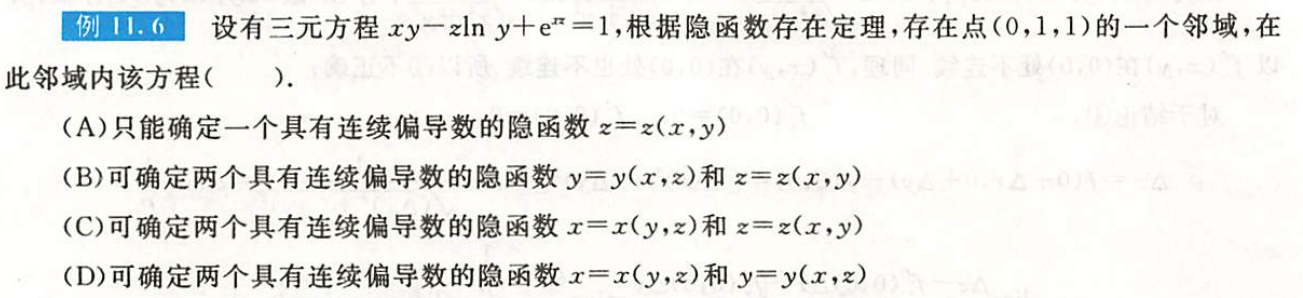 例 11.6 设有三元方程 xy-zln y+e^{xz}=1,根据隐函数存在定理,存在点(0,1,1)的一个邻域,在
此邻域内该方程( ).
(A)只能确定一个具有连续偏导数的隐函数 z=z(x,y)
(B)可确定两个具有连续偏导数的隐函数 y=y(x,z)和 z=z(x,y)
(C)可确定两个具有连续偏导数的隐函数 x=x(y,z)和 z=z(x,y)
(D)可确定两个具有连续偏导数的隐函数 x=x(y,z)和 y=y(x,z)